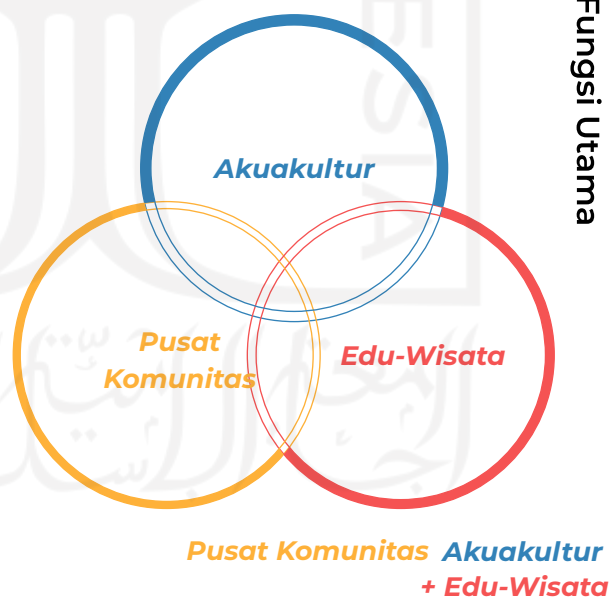 Fungsi Utama
Akuakultur
Pusat
Komunitas
Edu-Wisata
Pusat Komunitas Akuakultur
+ Edu-Wisata